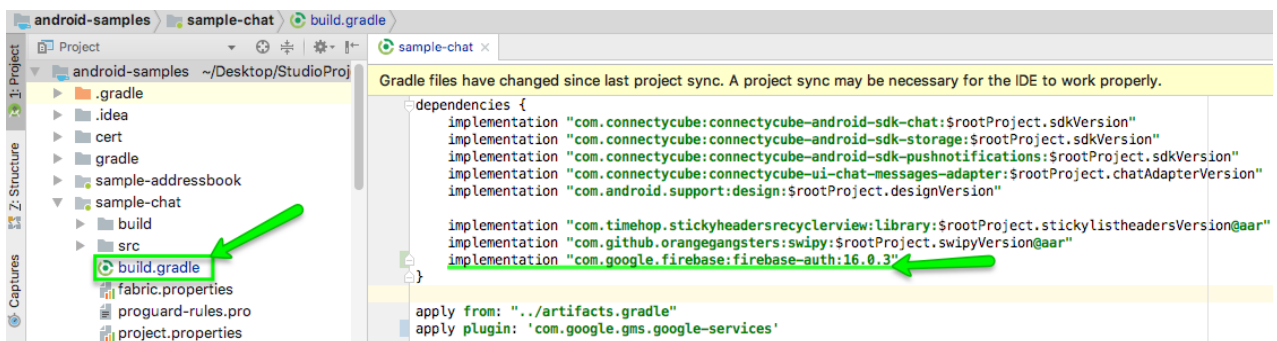 android-samples sample-chat build.gradle
1: Project
Z: Structure
Captures
Project
android-samples ~/Desktop/StudioProj
.gradle
.idea
cert
gradle
sample-addressbook
sample-chat
build
src
build.gradle
fabric.properties
proguard-rules.pro
project.properties
sample-chat
Gradle files have changed since last project sync. A project sync may be necessary for the IDE to work properly.
dependencies {
implementation "com.connectycube:connectycube-android-sdk-chat:$rootProject.sdkVersion"
implementation "com.connectycube:connectycube-android-sdk-storage:$rootProject.sdkVersion"
implementation "com.connectycube:connectycube-android-sdk-pushnotifications:$rootProject.sdkVersion"
implementation "com.connectycube:connectycube-ui-chat-messages-adapter:$rootProject.chatAdapterVersion"
implementation "com.android.support:design:$rootProject.designVersion"
implementation "com.timehop.stickyheadersrecyclerview:library:$rootProject.stickylistheadersVersion@aar"
implementation "com.github.orangegangsters:swipy:$rootProject.swipyVersion@aar"
implementation "com.google.firebase:firebase-auth:16.0.3"
}
apply from: "../artifacts.gradle"
apply plugin: 'com.google.gms.google-services'